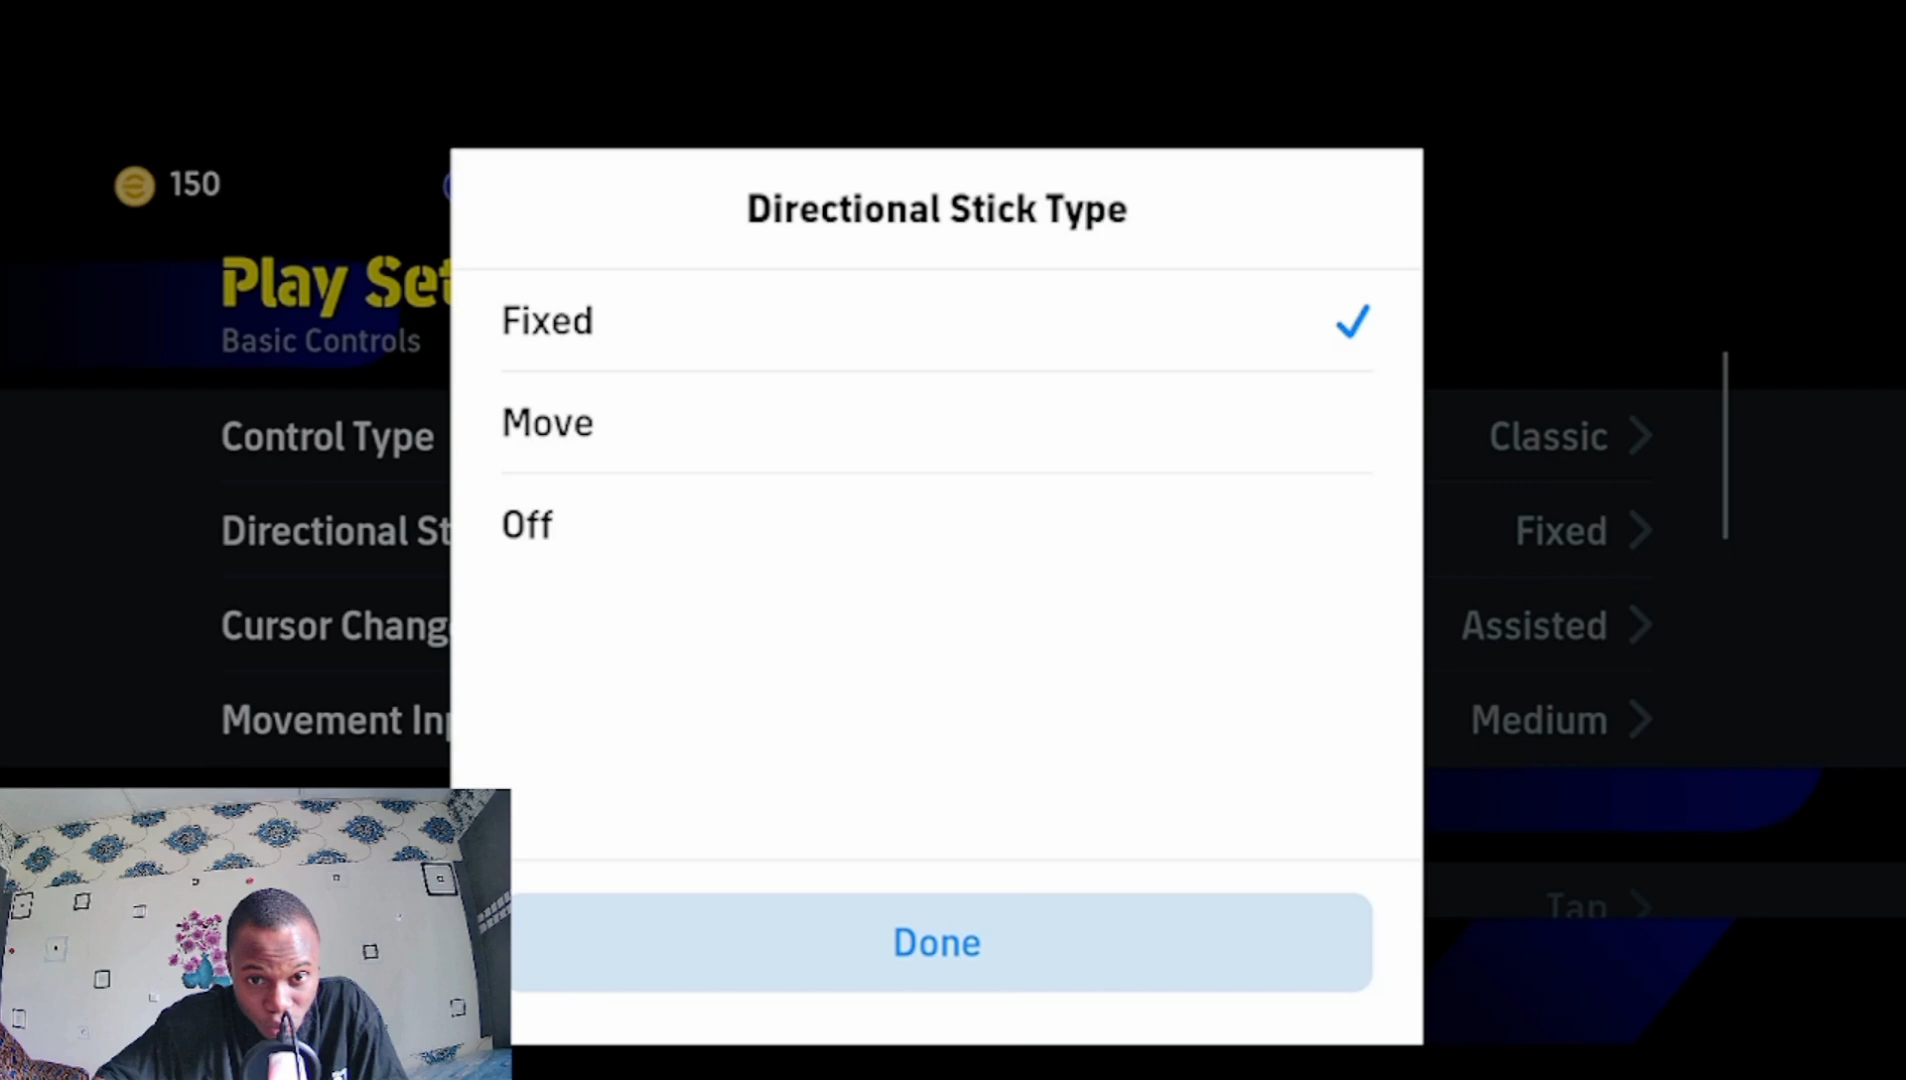 150
Directional Stick Type
Play Set
Basic Controls
Fixed
Move
Off
Control Type
Classic
Directional St
Fixed
Cursor Chang
Assisted
Movement Inp
Medium
Tap
Done